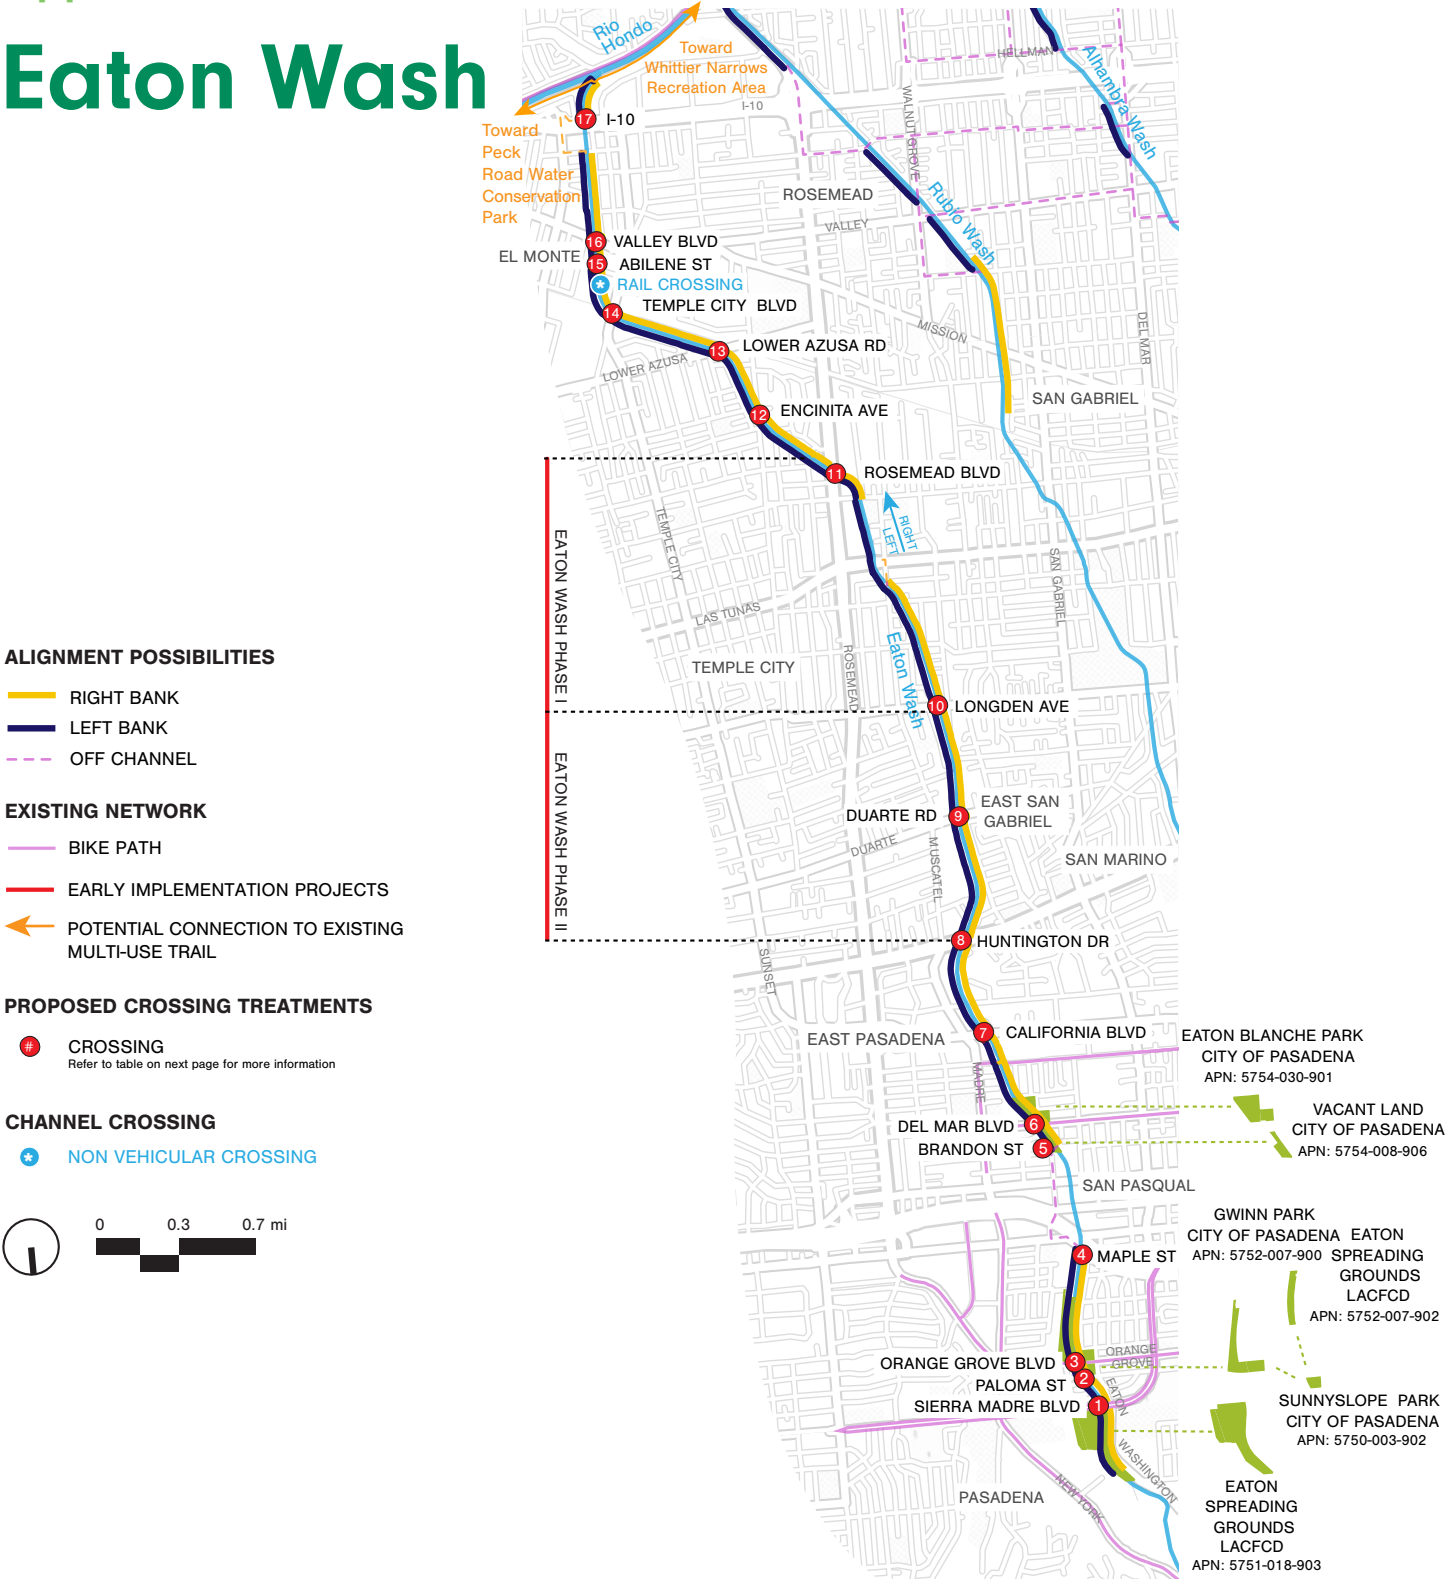 Eaton Wash
Rio
Hondo
Toward
Whittier Narrows
Recreation Area
I-10
HELLMAN
Alhambra Wash
WALNUT GROVE
17 I-10
Toward
Peck
Road Water
Conservation
Park
ROSEMEAD
VALLEY
Rubio Wash
16 VALLEY BLVD
EL MONTE
15 ABILENE ST
RAIL CROSSING
14 TEMPLE CITY BLVD
MISSION
DEL MAR
13 LOWER AZUSA RD
LOWER AZUSA
SAN GABRIEL
12 ENCINITA AVE
11 ROSEMEAD BLVD
RIGHT
LEFT
EATON WASH PHASE I
TEMPLE CITY
SAN GABRIEL
LAS TUNAS
TEMPLE CITY
ROSEMEAD
Eaton Wash
10 LONGDEN AVE
EATON WASH PHASE II
EAST SAN
GABRIEL
DUARTE RD 9
DUARTE
MUSCATEL
SAN MARINO
8 HUNTINGTON DR
SUNSET
7 CALIFORNIA BLVD
EAST PASADENA
MADRE
EATON BLANCHE PARK
CITY OF PASADENA
APN: 5754-030-901
VACANT LAND
CITY OF PASADENA
APN: 5754-008-906
DEL MAR BLVD 6
BRANDON ST 5
SAN PASQUAL
GWINN PARK
CITY OF PASADENA
APN: 5752-007-900
EATON
SPREADING
GROUNDS
LACFCD
APN: 5752-007-902
4 MAPLE ST
ORANGE GROVE BLVD 3
ORANGE
GROVE
PALOMA ST 2
EATON
SIERRA MADRE BLVD 1
SUNNYSLOPE PARK
CITY OF PASADENA
APN: 5750-003-902
WASHINGTON
NEW YORK
PASADENA
EATON
SPREADING
GROUNDS
LACFCD
APN: 5751-018-903
ALIGNMENT POSSIBILITIES
RIGHT BANK
LEFT BANK
OFF CHANNEL
EXISTING NETWORK
BIKE PATH
EARLY IMPLEMENTATION PROJECTS
POTENTIAL CONNECTION TO EXISTING
MULTI-USE TRAIL
PROPOSED CROSSING TREATMENTS
# CROSSING
Refer to table on next page for more information
CHANNEL CROSSING
* NON VEHICULAR CROSSING
0 0.3 0.7 mi